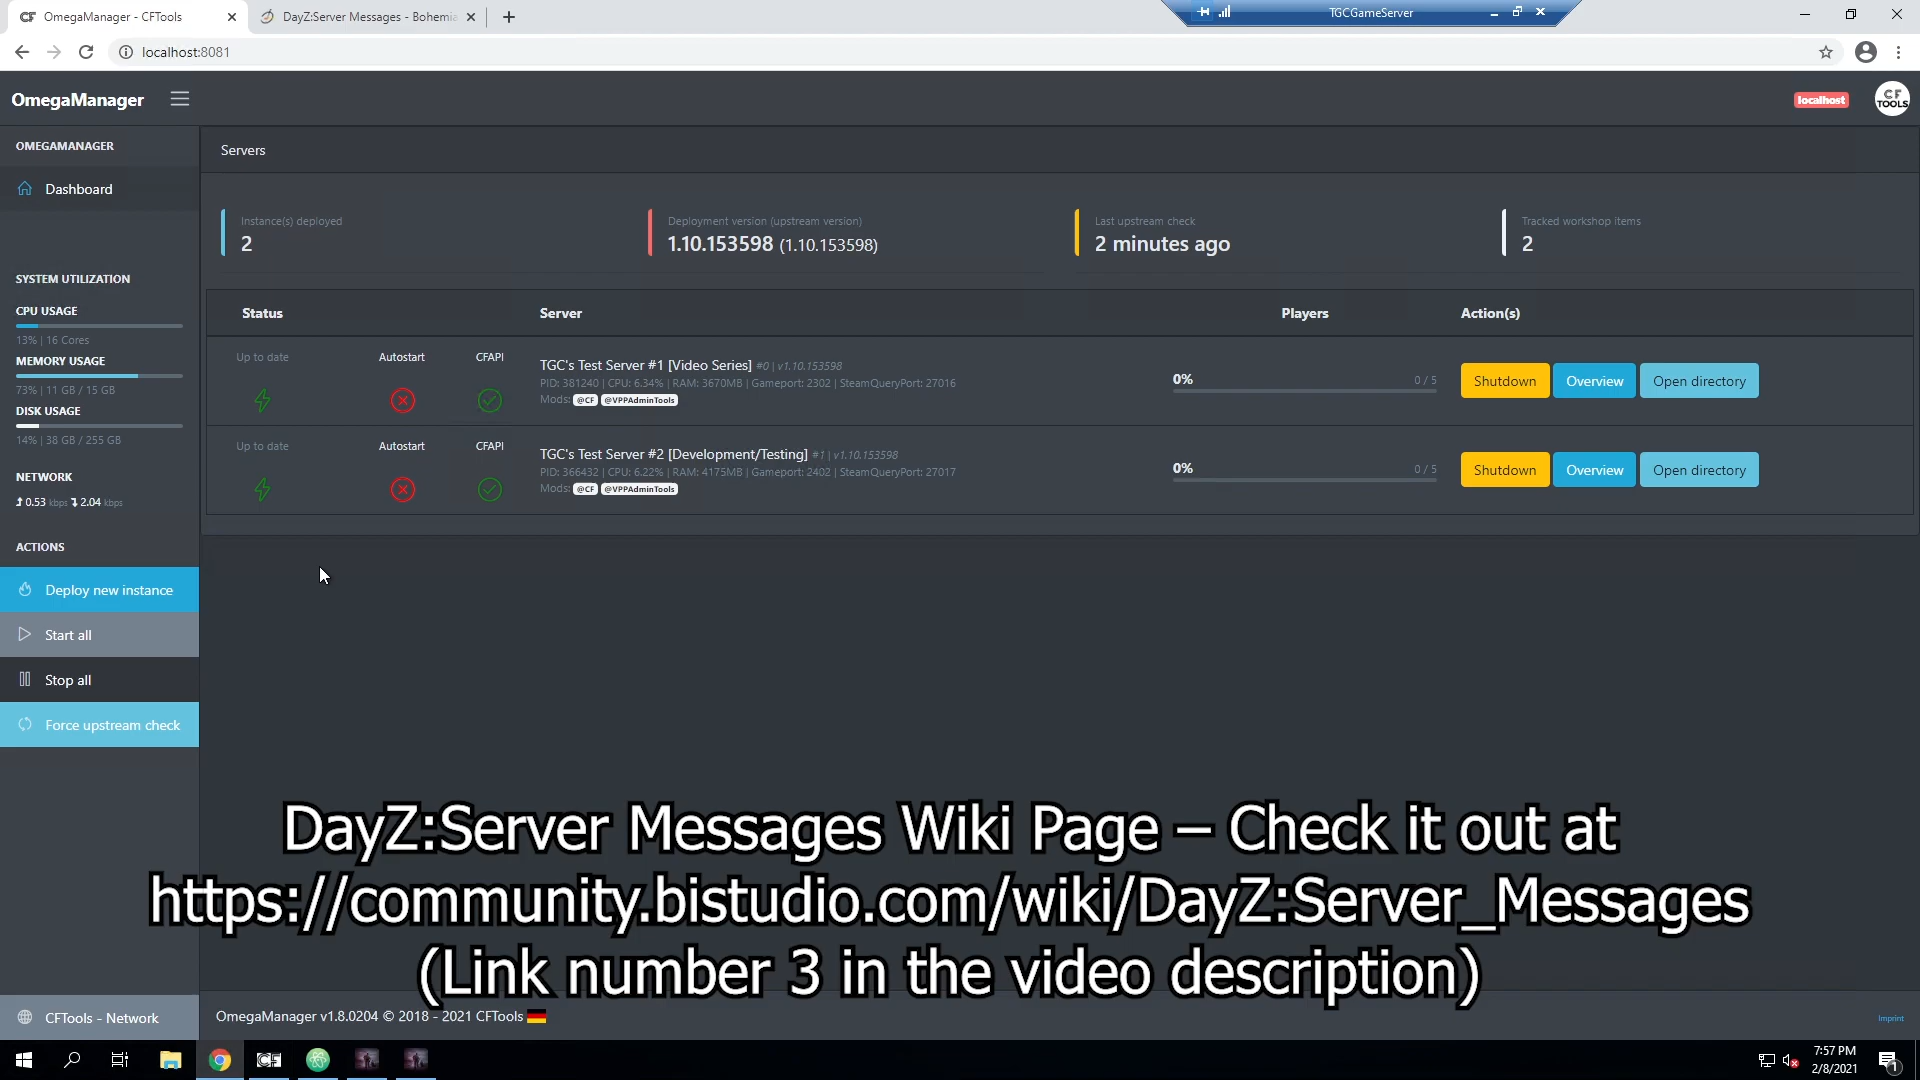 OmegaManager - CFTools
DayZ:Server Messages - Bohemia
TGCGameServer
localhost:8081
OmegaManager
localhost
CF
TOOLS
OMEGAMANAGER
Servers
Dashboard
Instance(s) deployed
2
Deployment version (upstream version)
1.10.153598 (1.10.153598)
Last upstream check
2 minutes ago
Tracked workshop items
2
SYSTEM UTILIZATION
CPU USAGE
13% | 16 Cores
MEMORY USAGE
73% | 11 GB / 15 GB
DISK USAGE
14% | 38 GB / 255 GB
NETWORK
0.53 kbps 2.04 kbps
Status Server Players Action(s)
Up to date Autostart CFAPI
TGC's Test Server #1 [Video Series] #0 | v1.10.153598
PID: 381240 | CPU: 6.34% | RAM: 3670MB | Gameport: 2302 | SteamQueryPort: 27016
Mods: @CF @VPPAdminTools
0% 0 / 5
Shutdown Overview Open directory
Up to date Autostart CFAPI
TGC's Test Server #2 [Development/Testing] #1 | v1.10.153598
PID: 366432 | CPU: 6.22% | RAM: 4175MB | Gameport: 2402 | SteamQueryPort: 27017
Mods: @CF @VPPAdminTools
0% 0 / 5
Shutdown Overview Open directory
ACTIONS
Deploy new instance
Start all
Stop all
Force upstream check
DayZ:Server Messages Wiki Page – Check it out at
https://community.bistudio.com/wiki/DayZ:Server_Messages
(Link number 3 in the video description)
CFTools - Network
OmegaManager v1.8.0204 © 2018 - 2021 CFTools
Imprint
CF
7:57 PM
2/8/2021
1